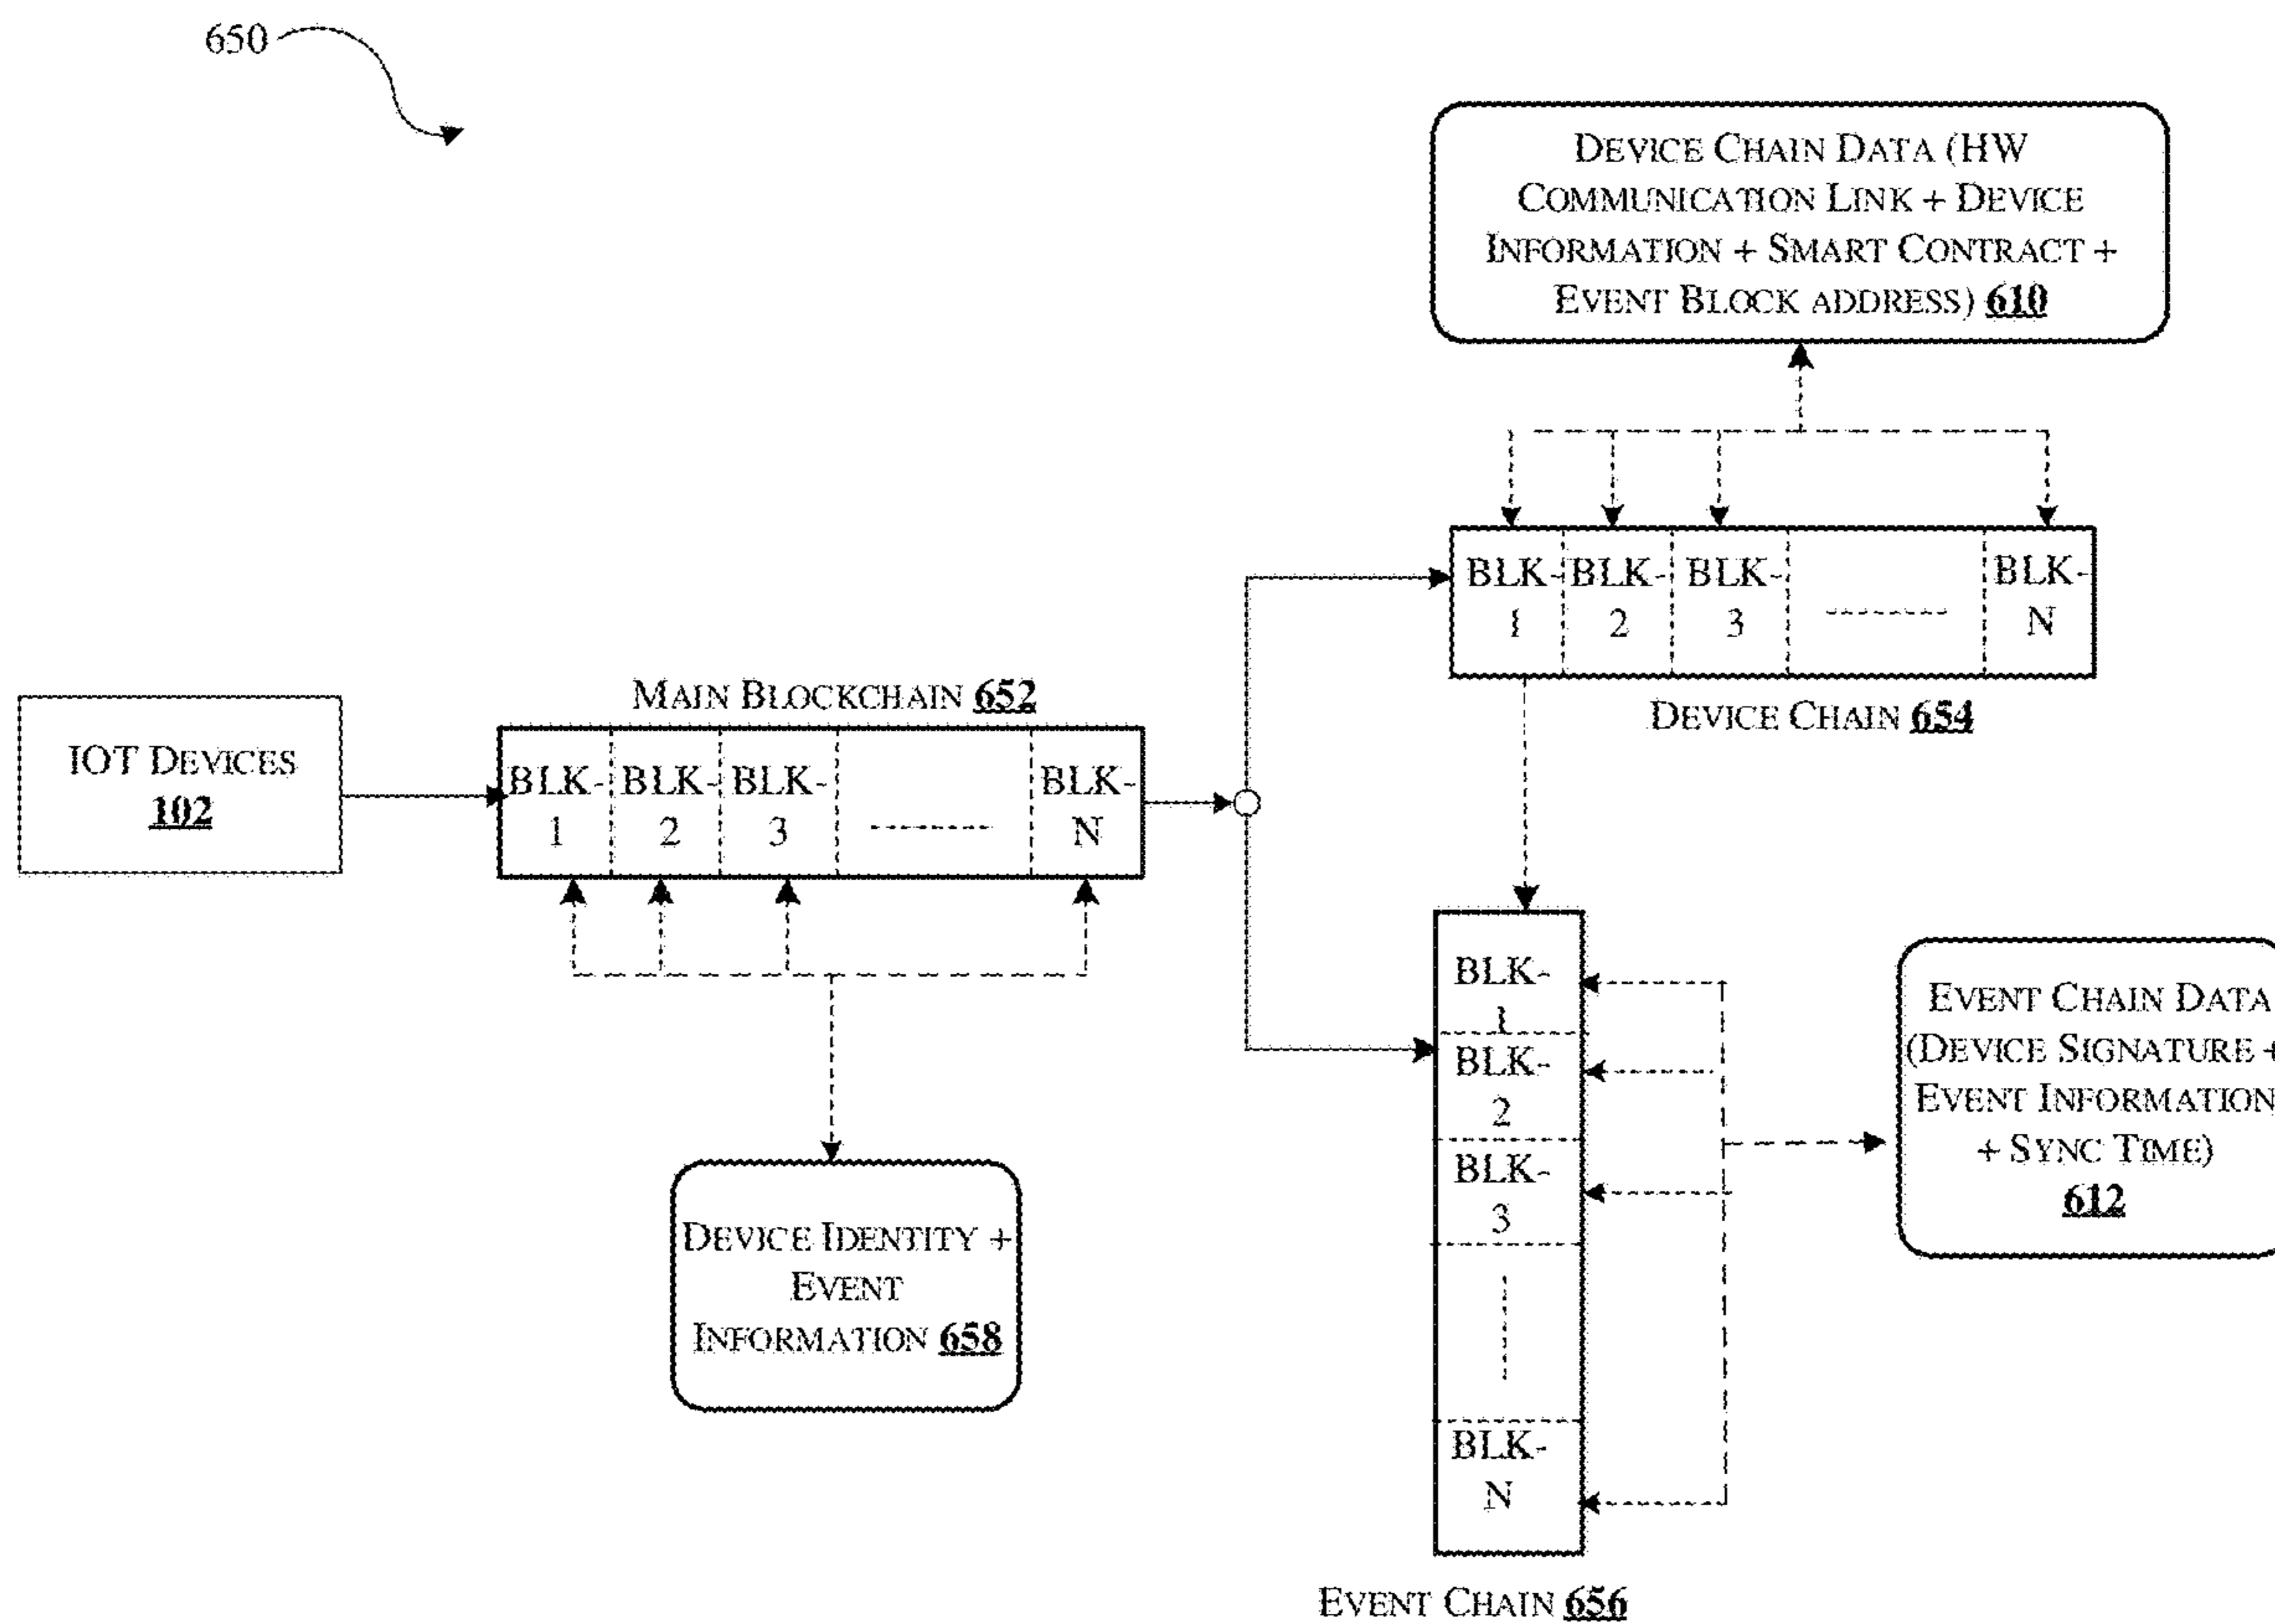 650
DEVICE CHAIN DATA (HW
COMMUNICATION LINK + DEVICE
INFORMATION + SMART CONTRACT +
EVENT BLOCK ADDRESS) 610
BLK-1
BLK-2
BLK-3
BLK-N
DEVICE CHAIN 654
MAIN BLOCKCHAIN 652
IOT DEVICES
102
BLK-1
BLK-2
BLK-3
BLK-N
BLK-
1
BLK-
2
BLK-
3
BLK-
N
EVENT CHAIN DATA
(DEVICE SIGNATURE +
EVENT INFORMATION
+ SYNC TIME)
612
DEVICE IDENTITY +
EVENT
INFORMATION 658
EVENT CHAIN 656